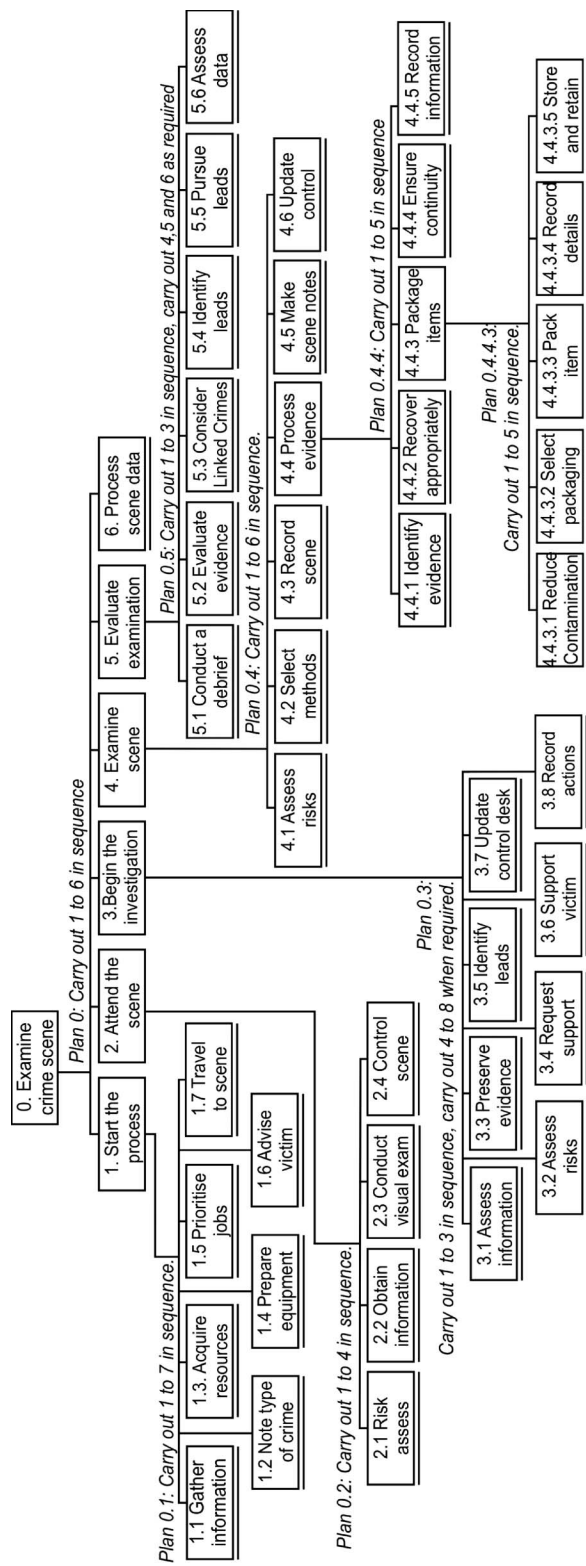 0. Examine
crime scene
Plan 0: Carry out 1 to 6 in sequence
1. Start the
process
2. Attend the
scene
3.Begin the
investigation
4. Examine
scene
5. Evaluate
examination
6. Process
scene data
Plan 0.1: Carry out 1 to 7 in sequence.
1.1 Gather
information
1.2 Note type
of crime
1.3. Acquire
resources
1.4 Prepare
equipment
1.5 Prioritise
jobs
1.6 Advise
victim
1.7 Travel
to scene
Plan 0.2: Carry out 1 to 4 in sequence.
2.1 Risk
assess
2.2 Obtain
information
2.3 Conduct
visual exam
2.4 Control
scene
Plan 0.3:
Carry out 1 to 3 in sequence, carry out 4 to 8 when required.
3.1 Assess
information
3.2 Assess
risks
3.3 Preserve
evidence
3.4 Request
support
3.5 Identify
leads
3.6 Support
victim
3.7 Update
control desk
3.8 Record
actions
Plan 0.5: Carry out 1 to 3 in sequence, carry out 4,5 and 6 as required
5.1 Conduct a
debrief
5.2 Evaluate
evidence
5.3 Consider
Linked Crimes
5.4 Identify
leads
5.5 Pursue
leads
5.6 Assess
data
Plan 0.4: Carry out 1 to 6 in sequence.
4.1 Assess
risks
4.2 Select
methods
4.3 Record
scene
4.4 Process
evidence
4.5 Make
scene notes
4.6 Update
control
Plan 0.4.4: Carry out 1 to 5 in sequence
4.4.1 Identify
evidence
4.4.2 Recover
appropriately
4.4.3 Package
items
4.4.4 Ensure
continuity
4.4.5 Record
information
Plan 0.4.4.3:
Carry out 1 to 5 in sequence.
4.4.3.1 Reduce
Contamination
4.4.3.2 Select
packaging
4.4.3.3 Pack
item
4.4.3.4 Record
details
4.4.3.5 Store
and retain